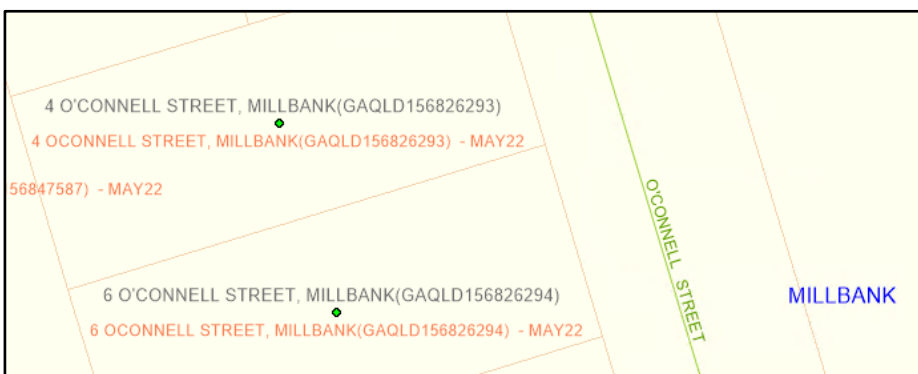 4 O'CONNELL STREET, MILLBANK(GAQLD156826293)
4 OCONNELL STREET, MILLBANK(GAQLD156826293) - MAY22
56847587) - MAY22
O'CONNELL STREET
6 O'CONNELL STREET, MILLBANK(GAQLD156826294)
MILLBANK
6 OCONNELL STREET, MILLBANK(GAQLD156826294) - MAY22